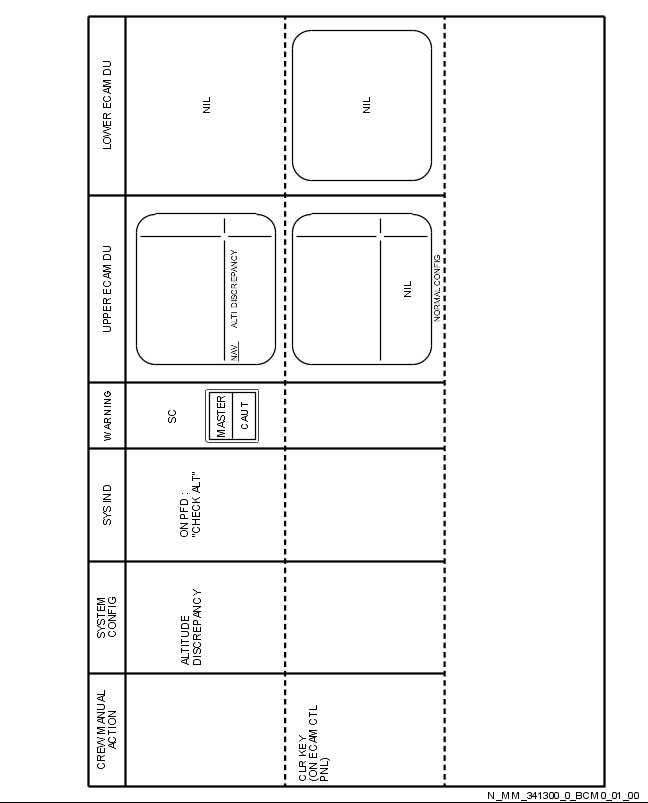 CREW MANUAL
ACTION
SYSTEM
CONFIG
SYS IND
WARNING
UPPER ECAM DU
LOWER ECAM DU
ALTITUDE
DISCREPANCY
ON PFD :
"CHECK ALT"
SC
MASTER
CAUT
NAV ALTI DISCREPANCY
NIL
CLR KEY
(ON ECAM CTL
PNL)
NIL
NORMAL CONFIG
NIL
N_MM_341300_0_BCM0_01_00